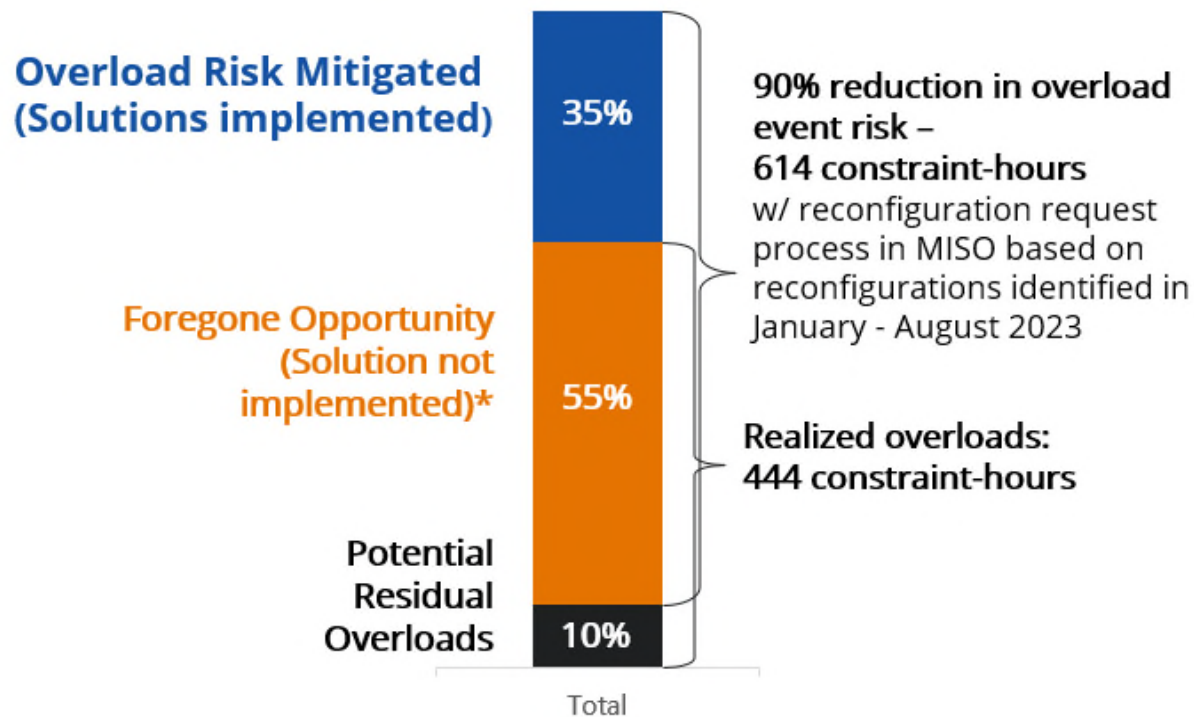 Overload Risk Mitigated
(Solutions implemented)
35%
90% reduction in overload
event risk –
614 constraint-hours
w/ reconfiguration request
process in MISO based on
reconfigurations identified in
January - August 2023
Foregone Opportunity
(Solution not
implemented)*
55%
Realized overloads:
444 constraint-hours
Potential
Residual
Overloads
10%
Total